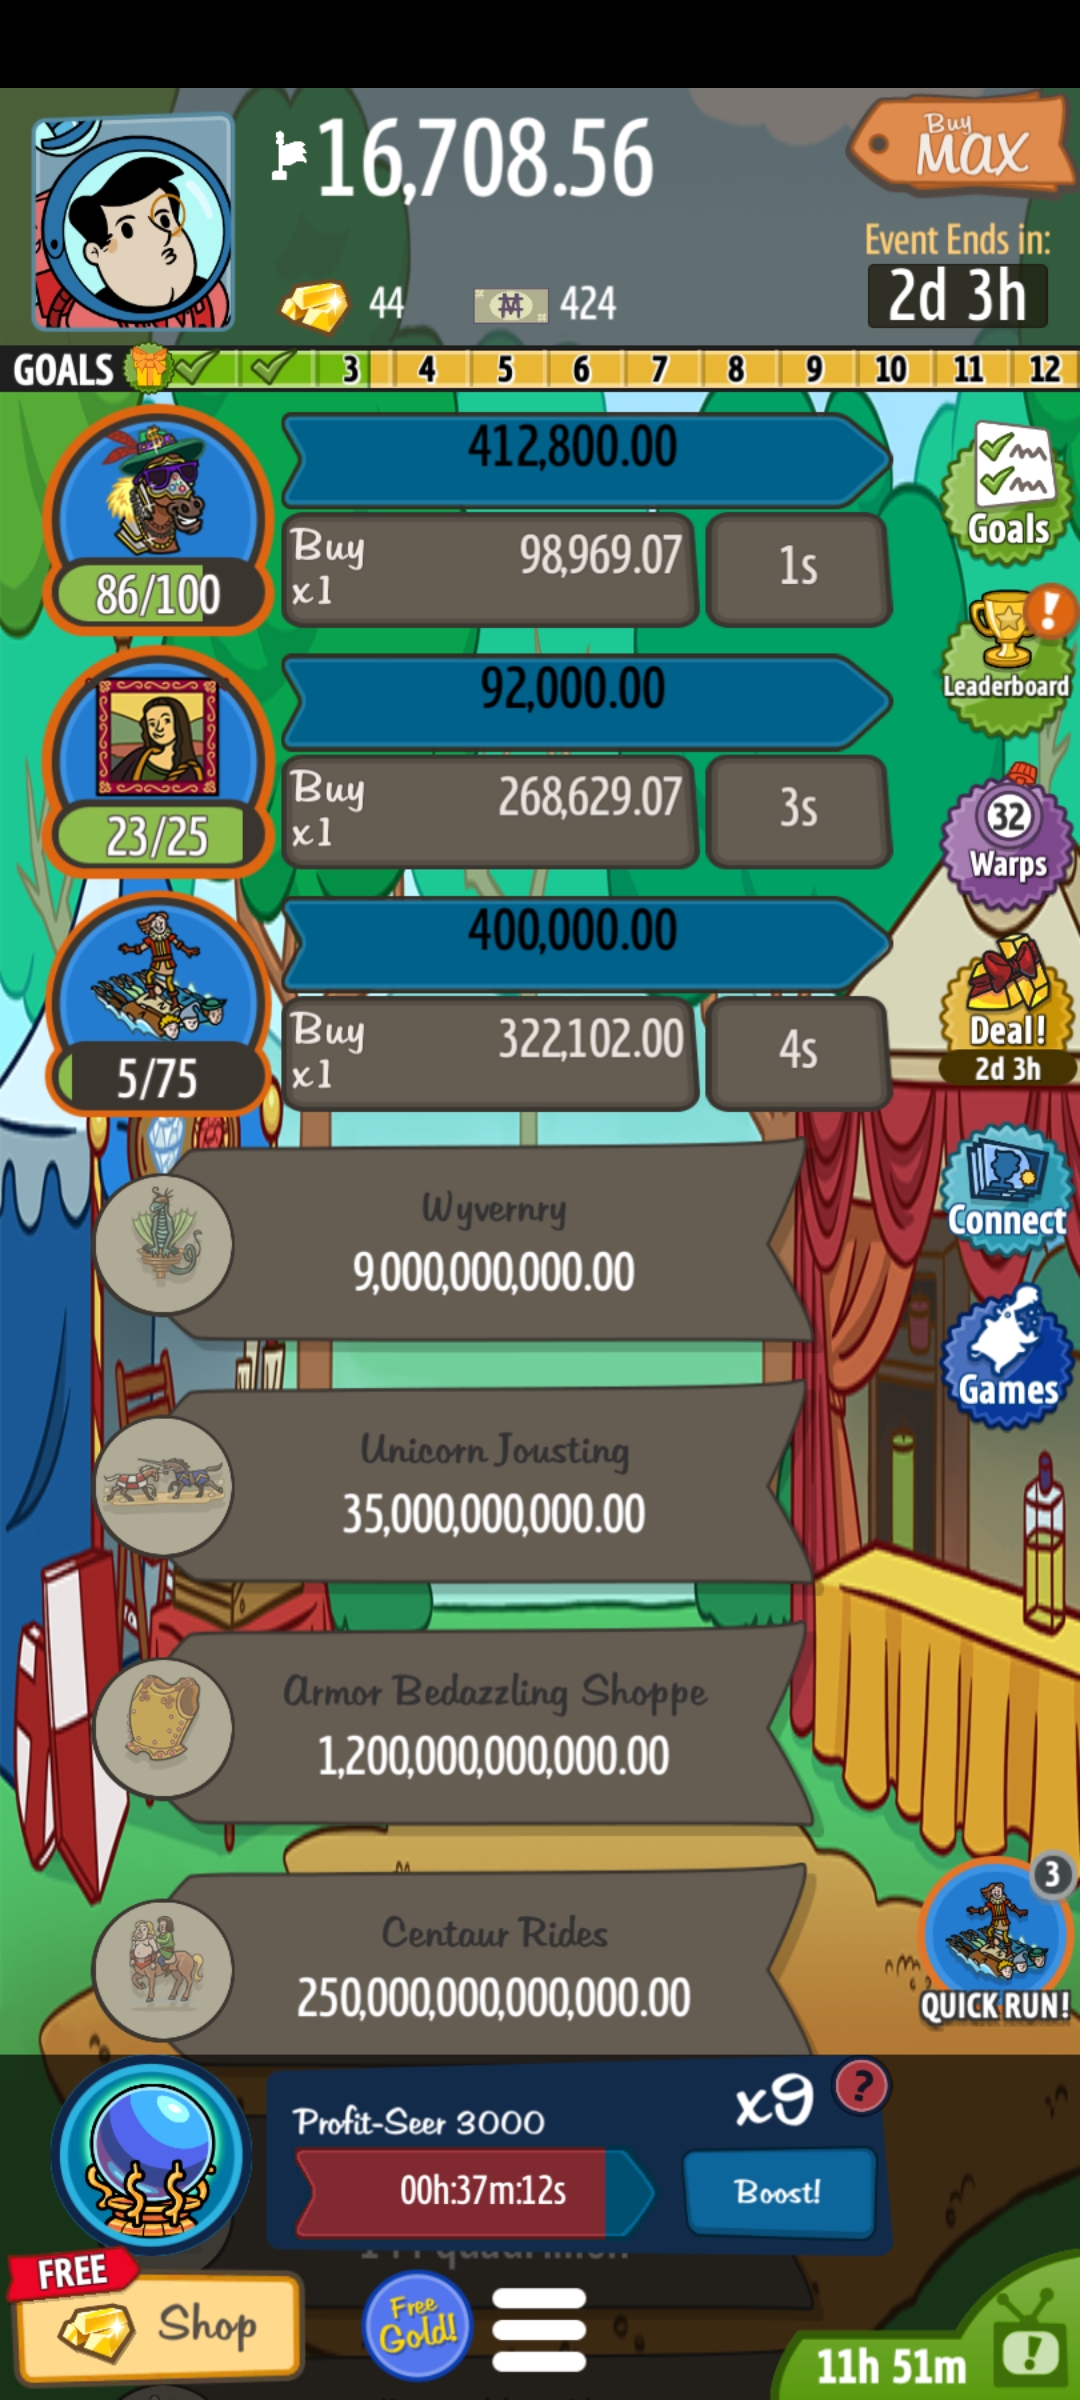 16,708.56
Buy
MAX
Event Ends in:
2d 3h
44
424
GOALS
3 4 5 6 7 8 9 10 11 12
412,800.00
Buy
x1
98,969.07
1s
86/100
Goals
92,000.00
Leaderboard
Buy
x1
268,629.07
3s
23/25
32
Warps
400,000.00
Buy
x1
322,102.00
4s
5/75
Deal!
2d 3h
Wyvernry
9,000,000,000.00
Connect
Unicorn Jousting
35,000,000,000.00
Games
Armor Bedazzling Shoppe
1,200,000,000,000.00
Centaur Rides
250,000,000,000,000.00
3
QUICK RUN!
Profit-Seer 3000
x9
?
00h:37m:12s
Boost!
FREE
Shop
Free
Gold!
11h 51m
!